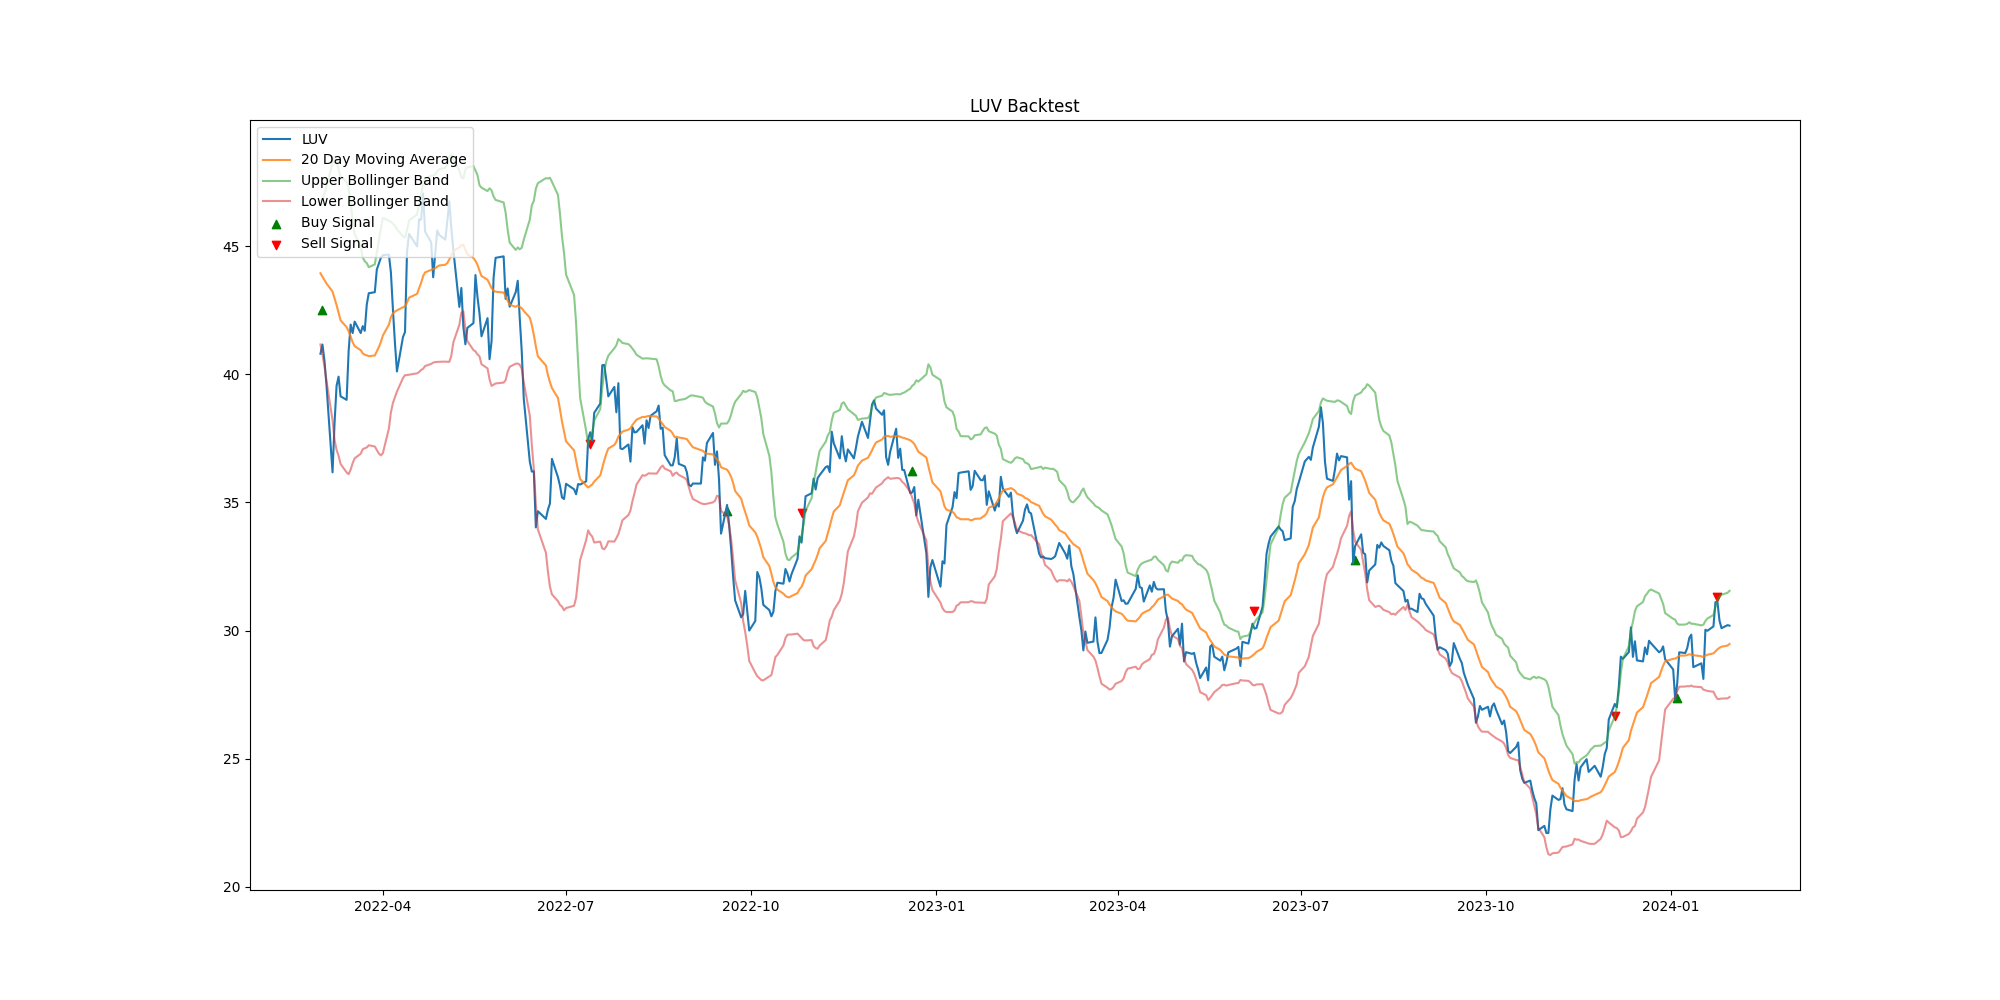 LUV Backtest
LUV
20 Day Moving Average
Upper Bollinger Band
Lower Bollinger Band
Buy Signal
Sell Signal
45
40
35
30
25
20
2022-04 2022-07 2022-10 2023-01 2023-04 2023-07 2023-10 2024-01